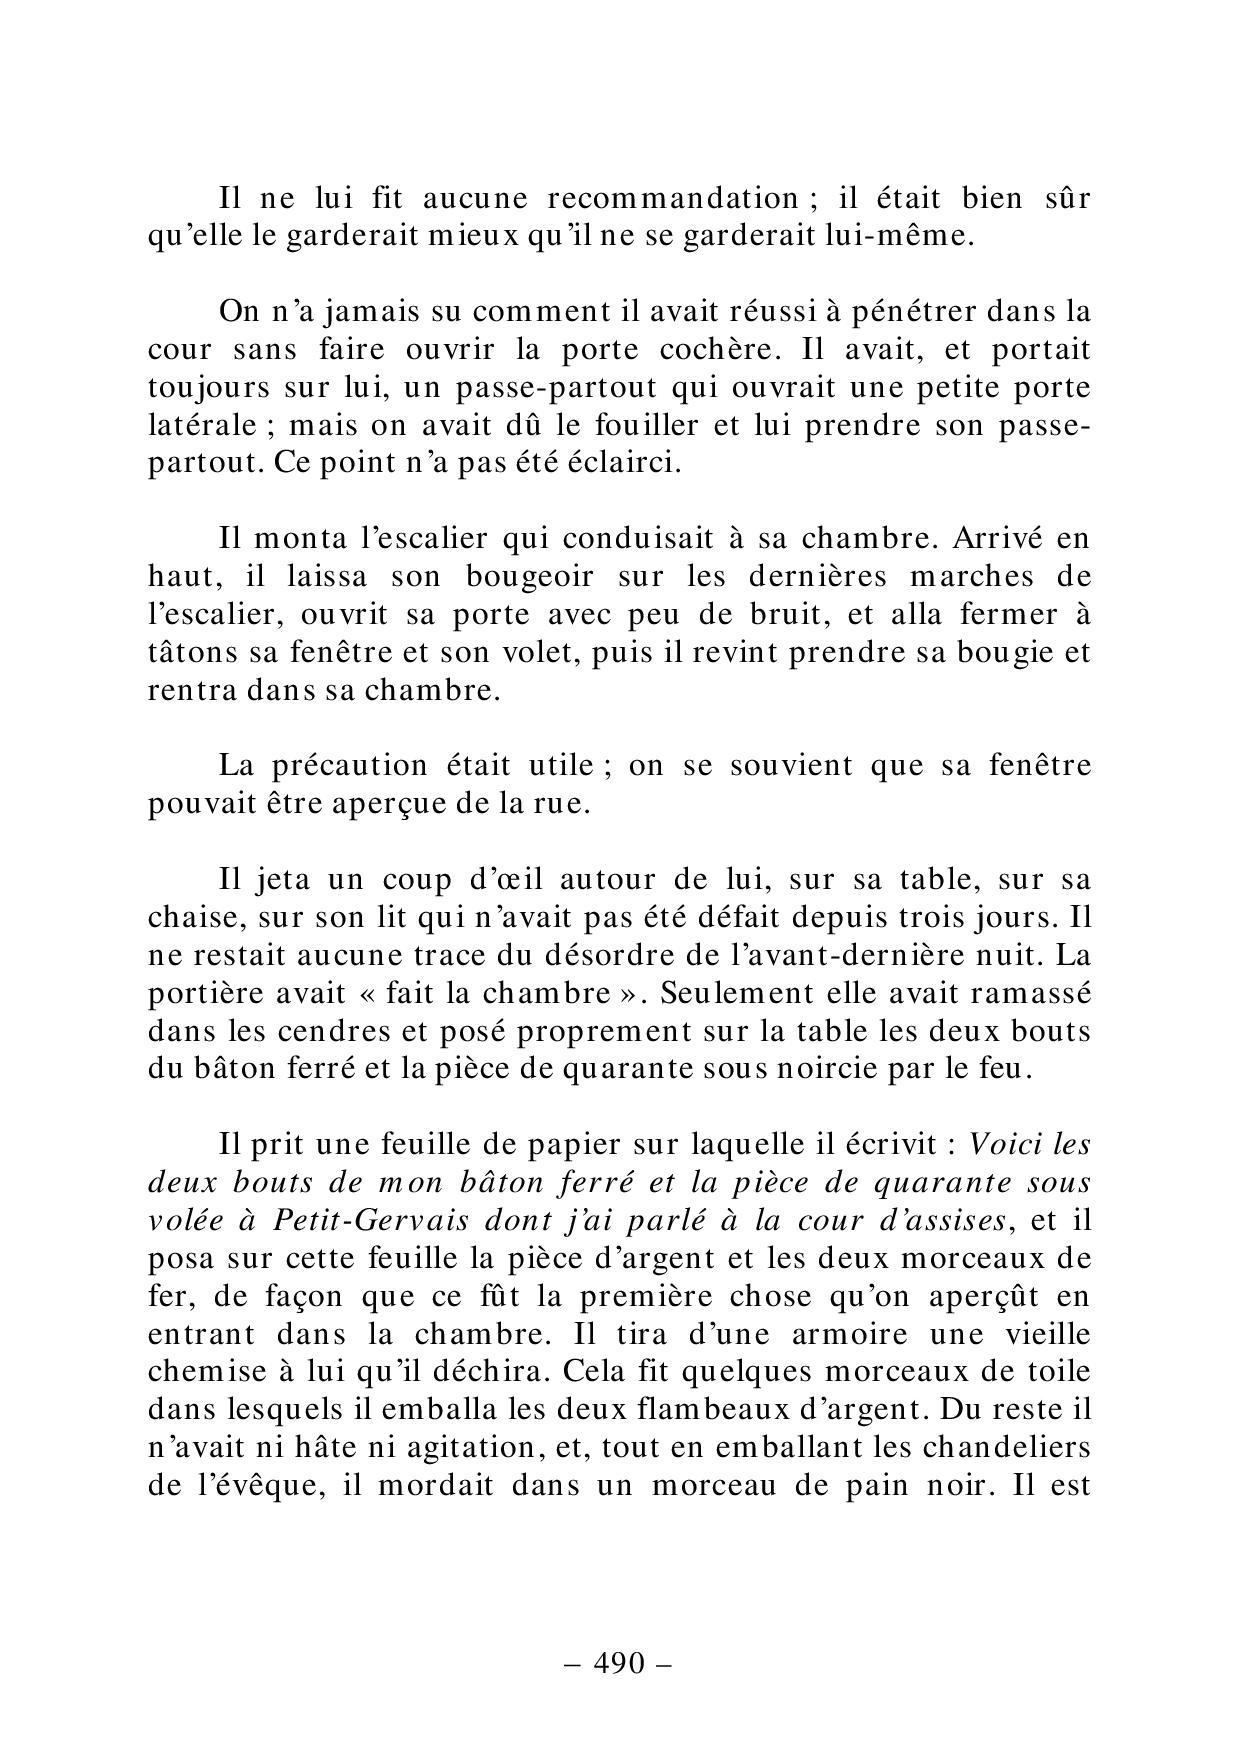 Il ne lui fit aucune recommandation ; il était bien sûr
qu’elle le garderait mieux qu’il ne se garderait lui-même.
On n’a jamais su comment il avait réussi à pénétrer dans la
cour sans faire ouvrir la porte cochère. Il avait, et portait
toujours sur lui, un passe-partout qui ouvrait une petite porte
latérale ; mais on avait dû le fouiller et lui prendre son passe-
partout. Ce point n’a pas été éclairci.
Il monta l’escalier qui conduisait à sa chambre. Arrivé en
haut, il laissa son bougeoir sur les dernières marches de
l’escalier, ouvrit sa porte avec peu de bruit, et alla fermer à
tâtons sa fenêtre et son volet, puis il revint prendre sa bougie et
rentra dans sa chambre.
La précaution était utile ; on se souvient que sa fenêtre
pouvait être aperçue de la rue.
Il jeta un coup d’œil autour de lui, sur sa table, sur sa
chaise, sur son lit qui n’avait pas été défait depuis trois jours. Il
ne restait aucune trace du désordre de l’avant-dernière nuit. La
portière avait « fait la chambre ». Seulement elle avait ramassé
dans les cendres et posé proprement sur la table les deux bouts
du bâton ferré et la pièce de quarante sous noircie par le feu.
Il prit une feuille de papier sur laquelle il écrivit : Voici les
deux bouts de mon bâton ferré et la pièce de quarante sous
volée à Petit-Gervais dont j’ai parlé à la cour d’assises, et il
posa sur cette feuille la pièce d’argent et les deux morceaux de
fer, de façon que ce fût la première chose qu’on aperçût en
entrant dans la chambre. Il tira d’une armoire une vieille
chemise à lui qu’il déchira. Cela fit quelques morceaux de toile
dans lesquels il emballa les deux flambeaux d’argent. Du reste il
n’avait ni hâte ni agitation, et, tout en emballant les chandeliers
de l’évêque, il mordait dans un morceau de pain noir. Il est
– 490 –